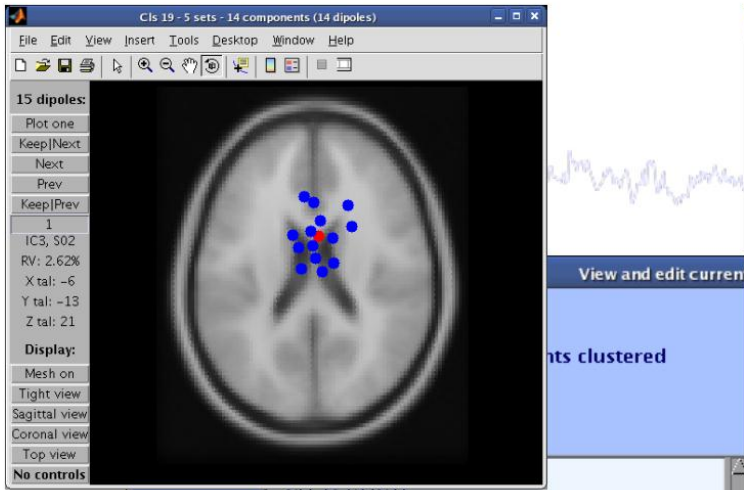 Cls 19 - 5 sets - 14 components (14 dipoles)
File Edit View Insert Tools Desktop Window Help
15 dipoles:
Plot one
Keep|Next
Next
Prev
Keep|Prev
1
IC3, S02
RV: 2.62%
X tal: -6
Y tal: -13
Z tal: 21
Display:
Mesh on
Tight view
Sagittal view
Coronal view
Top view
No controls
View and edit curren
nts clustered